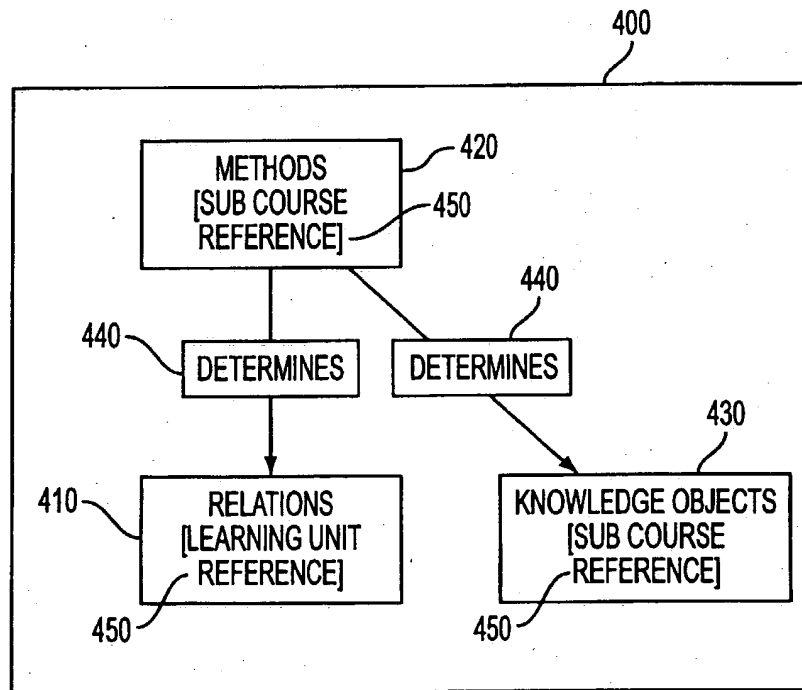 400
METHODS
[SUB COURSE
REFERENCE]
420
450
440
DETERMINES
440
DETERMINES
430
410
RELATIONS
[LEARNING UNIT
REFERENCE]
450
KNOWLEDGE OBJECTS
[SUB COURSE
REFERENCE]
450